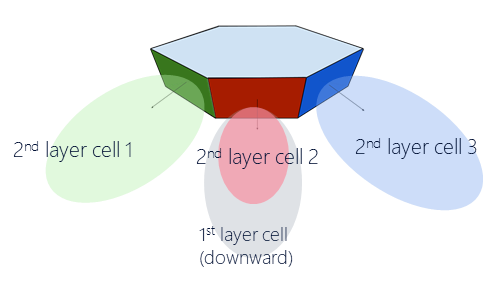 2nd layer cell 1
2nd layer cell 2
2nd layer cell 3
1st layer cell
(downward)